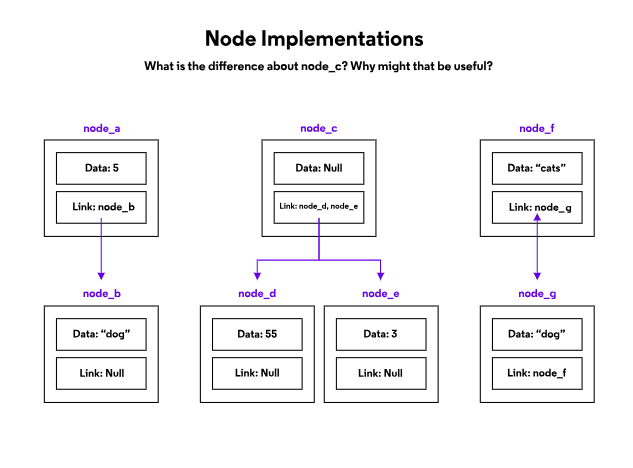 Node Implementations
What is the difference about node_c? Why might that be useful?
node_a
node_c
node_f
Data: 5
Data: Null
Data: “cats”
Link: node_b
Link: node_d, node_e
Link: node_g
node_b
node_d
node_e
node_g
Data: “dog”
Data: 55
Data: 3
Data: “dog”
Link: Null
Link: Null
Link: Null
Link: node_f